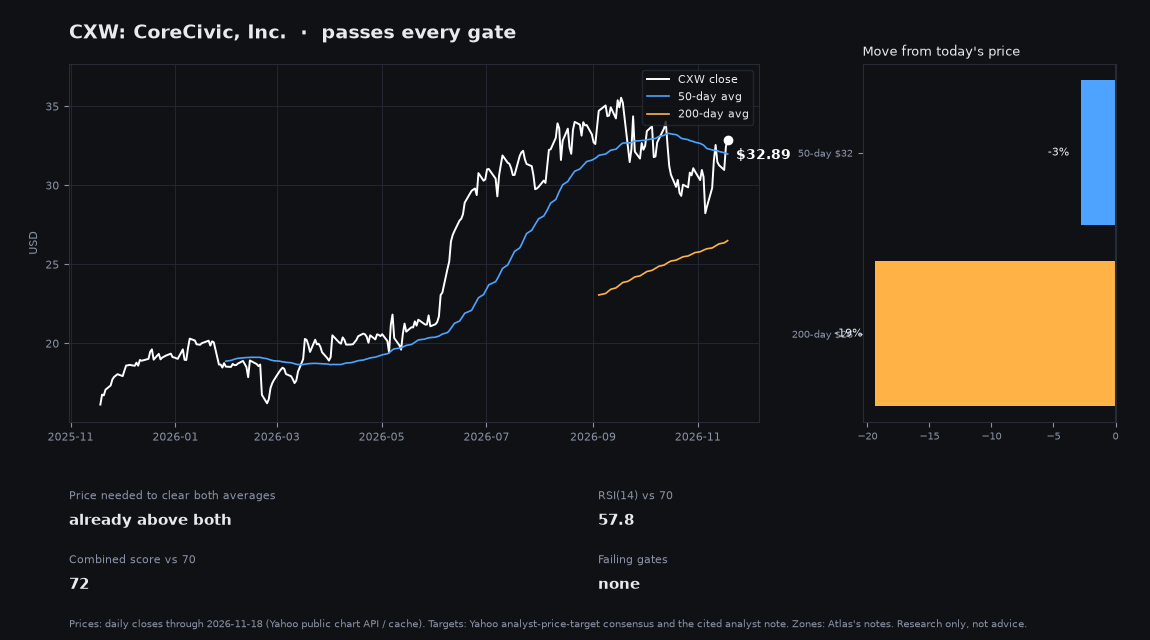 CXW: CoreCivic, Inc. · passes every gate
Move from today's price
CXW close
50-day avg
200-day avg
35
30
25
20
USD
$32.89
2025-11
2026-01
2026-03
2026-05
2026-07
2026-09
2026-11
50-day $32
-3%
200-day
-19%
−20
−15
−10
−5
0
Price needed to clear both averages
already above both
RSI(14) vs 70
57.8
Combined score vs 70
72
Failing gates
none
Prices: daily closes through 2026-11-18 (Yahoo public chart API / cache). Targets: Yahoo analyst-price-target consensus and the cited analyst note. Zones: Atlas's notes. Research only, not advice.